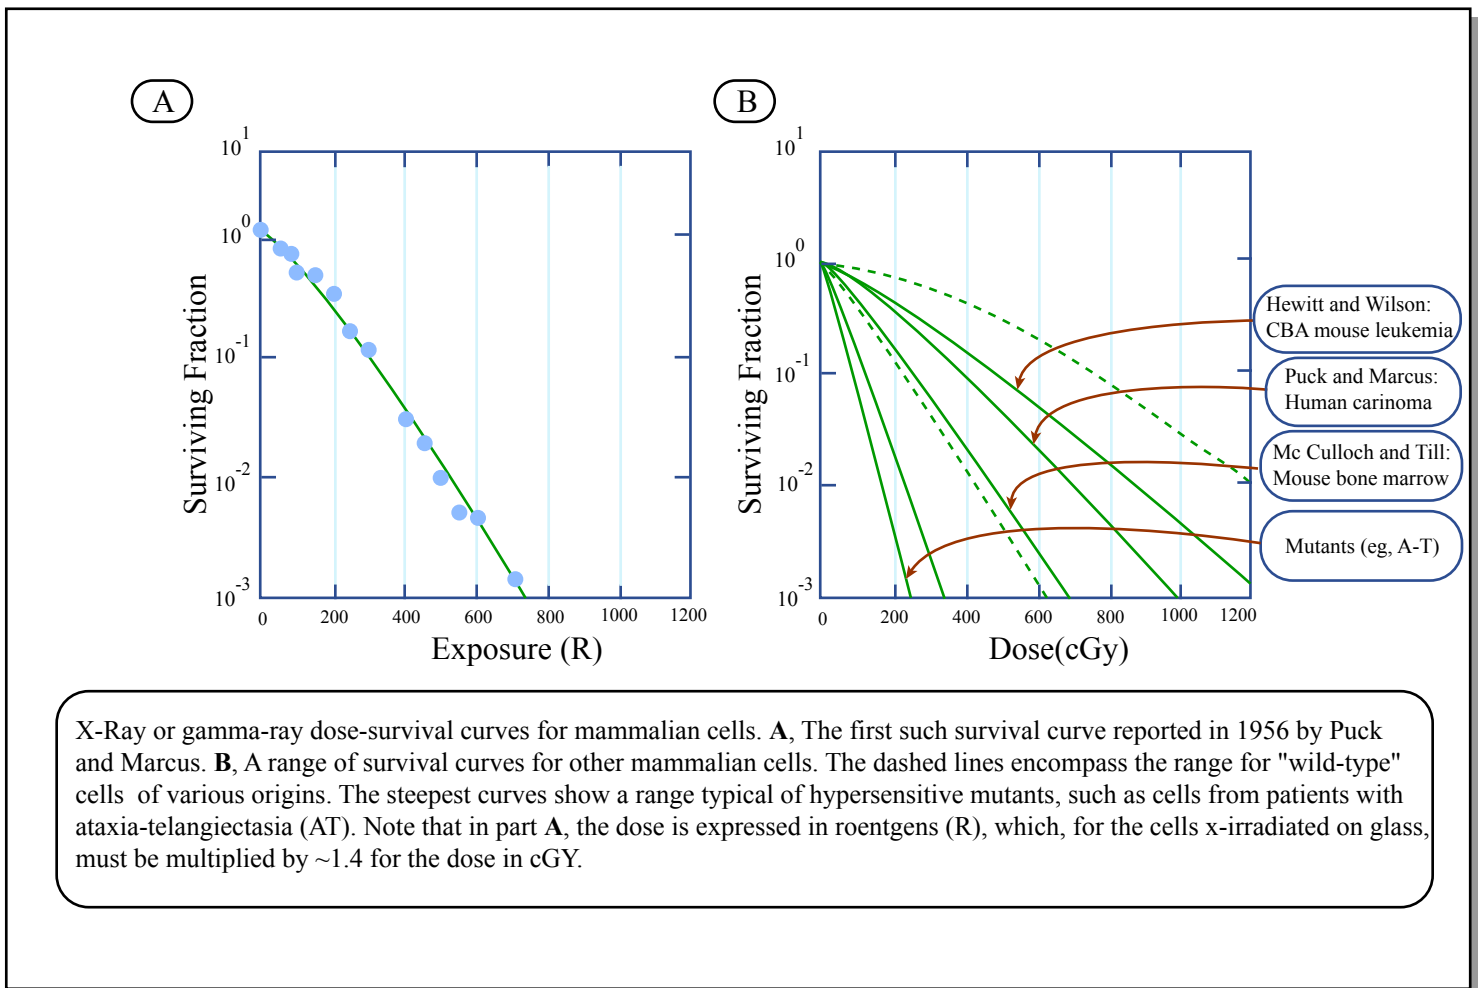 A
10^1
10^0
10^-1
10^-2
10^-3
Surviving Fraction
0 200 400 600 800 1000 1200
Exposure (R)
B
10^1
10^0
10^-1
10^-2
10^-3
Surviving Fraction
0 200 400 600 800 1000 1200
Dose(cGy)
Hewitt and Wilson:
CBA mouse leukemia
Puck and Marcus:
Human carinoma
Mc Culloch and Till:
Mouse bone marrow
Mutants (eg, A-T)
X-Ray or gamma-ray dose-survival curves for mammalian cells. A, The first such survival curve reported in 1956 by Puck
and Marcus. B, A range of survival curves for other mammalian cells. The dashed lines encompass the range for "wild-type"
cells of various origins. The steepest curves show a range typical of hypersensitive mutants, such as cells from patients with
ataxia-telangiectasia (AT). Note that in part A, the dose is expressed in roentgens (R), which, for the cells x-irradiated on glass,
must be multiplied by ~1.4 for the dose in cGY.